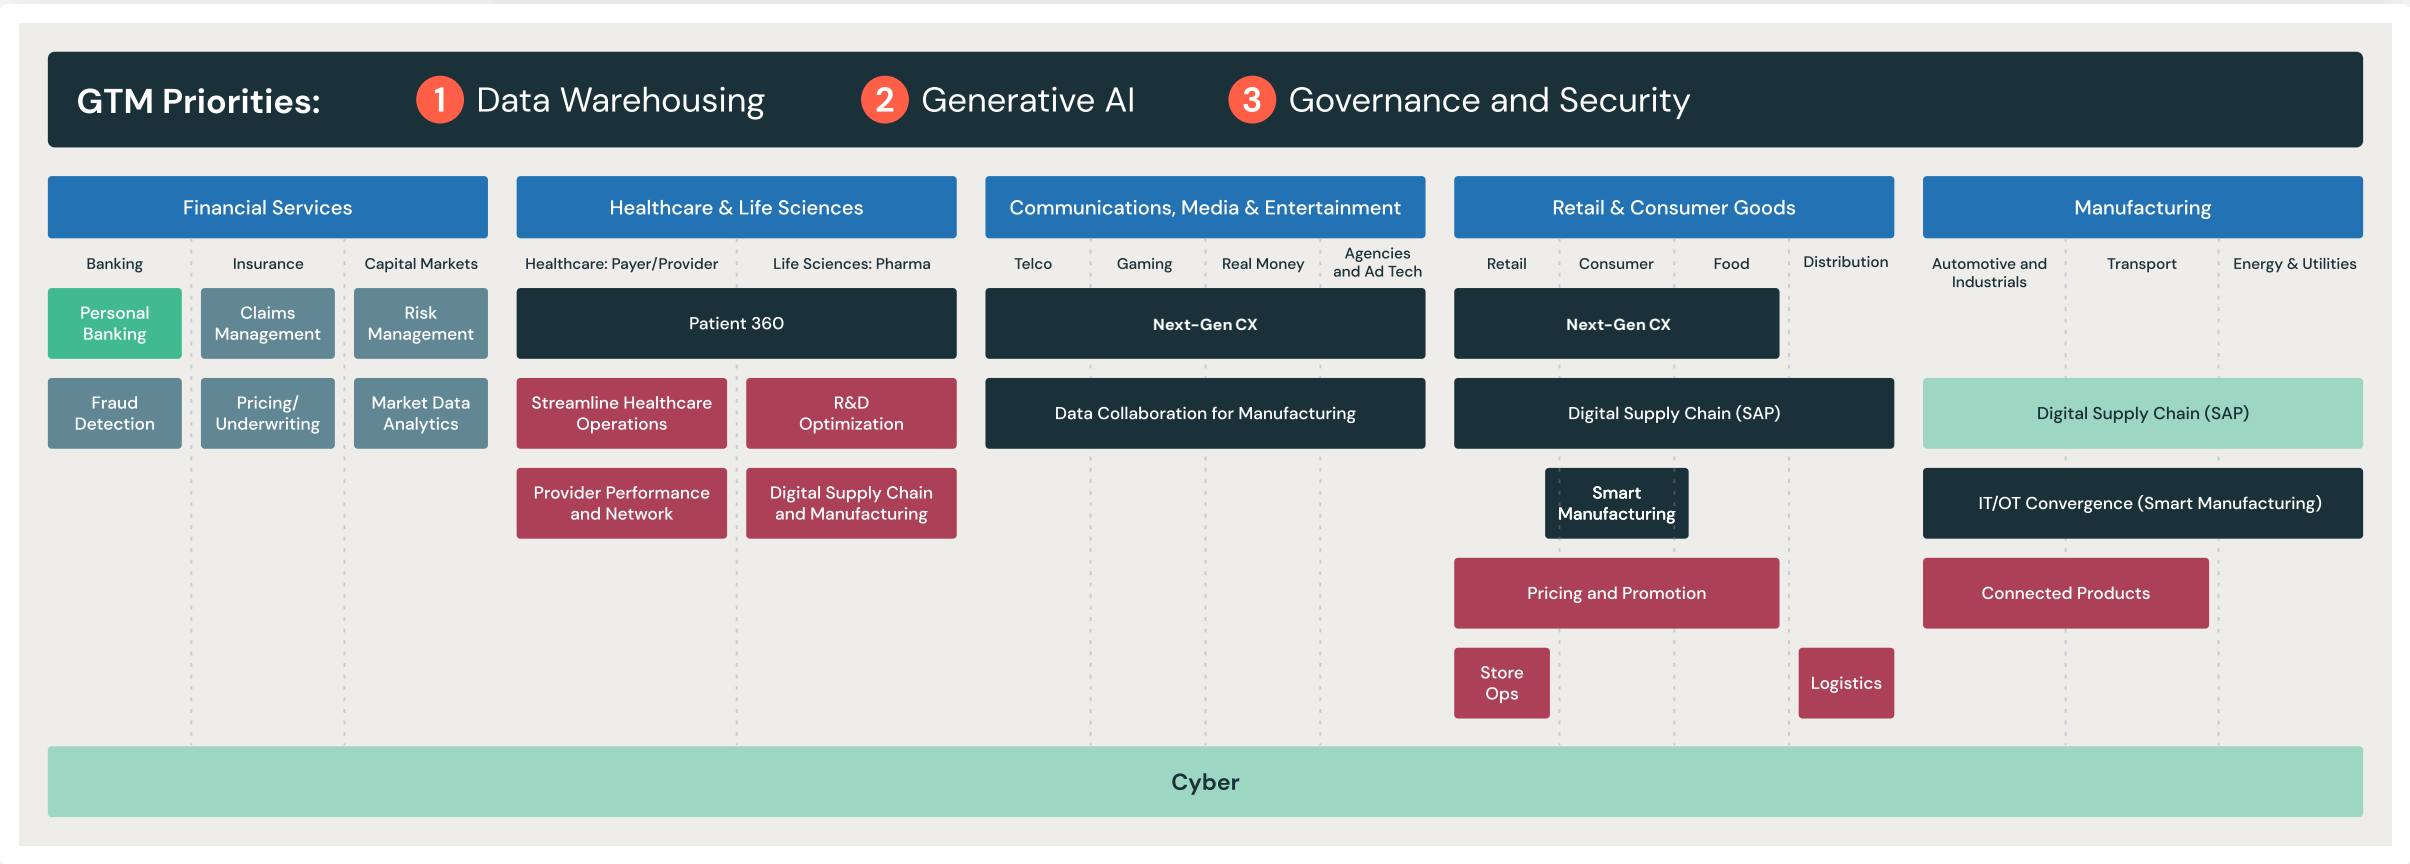 GTM Priorities: 1 Data Warehousing 2 Generative AI 3 Governance and Security
Financial Services
Banking
Insurance
Capital Markets
Personal
Banking
Claims
Management
Risk
Management
Fraud
Detection
Pricing/
Underwriting
Market Data
Analytics
Healthcare & Life Sciences
Healthcare: Payer/Provider
Life Sciences: Pharma
Patient 360
Streamline Healthcare
Operations
R&D
Optimization
Provider Performance
and Network
Digital Supply Chain
and Manufacturing
Communications, Media & Entertainment
Telco
Gaming
Real Money
Agencies
and Ad Tech
Next-Gen CX
Data Collaboration for Manufacturing
Retail & Consumer Goods
Retail
Consumer
Food
Distribution
Next-Gen CX
Digital Supply Chain (SAP)
Smart
Manufacturing
Pricing and Promotion
Store
Ops
Logistics
Manufacturing
Automotive and
Industrials
Transport
Energy & Utilities
Digital Supply Chain (SAP)
IT/OT Convergence (Smart Manufacturing)
Connected Products
Cyber